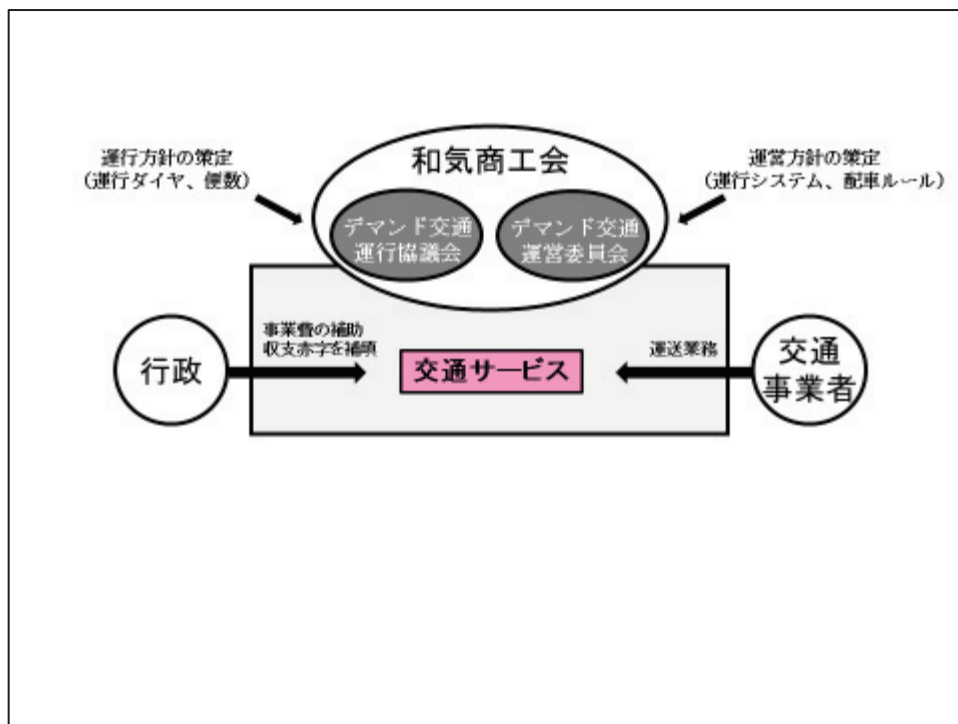 和気商工会
運行方針の策定
(運行ダイヤ、便数)
運営方針の策定
(運行システム、配車ルール)
デマンド交通
運行協議会
デマンド交通
運営委員会
行政
事業費の補助
収支赤字を補填
交通サービス
運送業務
交通
事業者